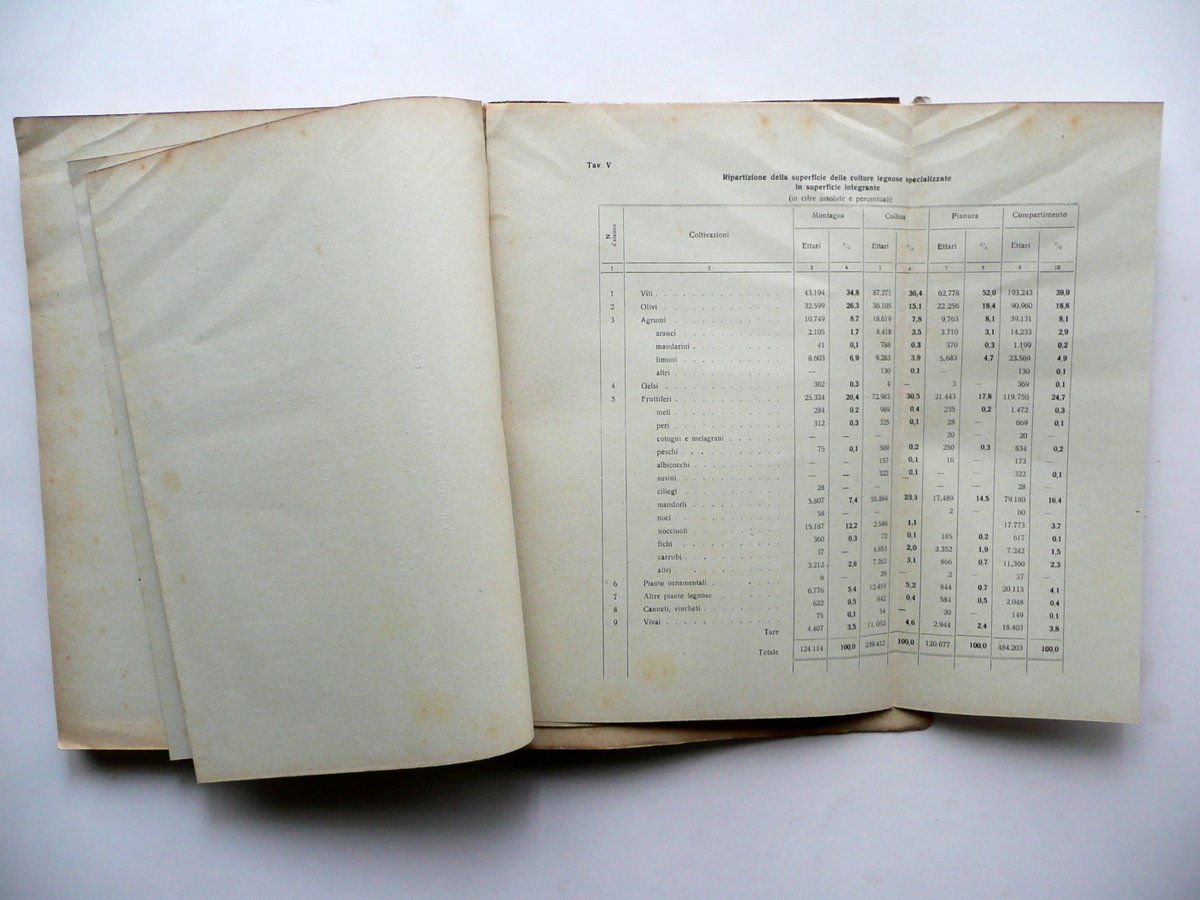 Tav V
Ripartizione della superficie delle colture legnose specializzate
in superficie integrante
(in cifre assolute e percentuali)
N. d'elenco Coltivazioni Montagna Collina Pianura Compartimento
Ettari % Ettari % Ettari % Ettari %
1 2 3 4 5 6 7 8 9 10
1 Viti 43.194 34,8 87.271 36,4 62.778 52,0 193.243 39,9
2 Olivi 32.599 26,3 36.105 15,1 22.256 18,4 90.960 18,8
3 Agrumi 10.749 8,7 18.619 7,8 9,763 8,1 39.131 8,1
aranci 2.105 1,7 8.418 3,5 3.710 3,1 14.233 2,9
mandarini 41 0,1 788 0,3 370 0,3 1.199 0,2
limoni 8.603 6,9 9.283 3,9 5,683 4,7 23.569 4,9
altri — 130 0,1 — 130 0,1
4 Gelsi 362 0,3 4 — 3 — 369 0,1
5 Fruttiferi 25.324 20,4 72.983 30,5 21.443 17,8 119.750 24,7
meli 284 0,2 989 0,4 235 0,2 1.472 0,3
peri 312 0,3 325 0,1 28 — 669 0,1
cologni e melagrani — — — — 20 — 20 —
peschi 75 0,1 509 0,2 250 0,3 834 0,2
albicocchi — — 157 0,1 16 — 173 —
susini — — 322 0,1 — — 322 0,1
ciliegi 28 — — — — — 28 —
mandorli 5.807 7,4 55.884 23,3 17,489 14,5 79,180 16,4
noci 58 — 2 — 60 —
nocciuoli 15.187 12,2 2.586 1,1 17.773 3,7
fichi 360 0,3 72 0,1 185 0,2 617 0,1
carrubi 37 — 4.853 2,0 2.352 1,9 7,242 1,5
altri 3.212 2,6 7.282 3,1 866 0,7 11,360 2,3
6 Piante ornamentali 6 — 29 — 2 — 37 —
7 Altre piante legnose 6,776 5,4 12.493 5,2 844 0,7 20,113 4,1
8 Canneti, vincheti 622 0,5 842 0,4 584 0,5 2.048 0,4
9 Vivai 75 0,1 54 — 20 — 149 0,1
Tare 4.407 3,5 11,052 4,6 2,944 2,4 18.403 3,8
Totale 124.114 100,0 239.412 100,0 120.677 100,0 484.203 100,0